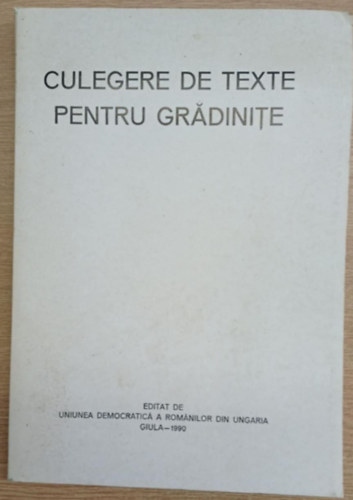 CULEGERE DE TEXTE
PENTRU GRĂDINIȚE
EDITAT DE
UNIUNEA DEMOCRATICĂ A ROMÂNILOR DIN UNGARIA
GIULA—1990